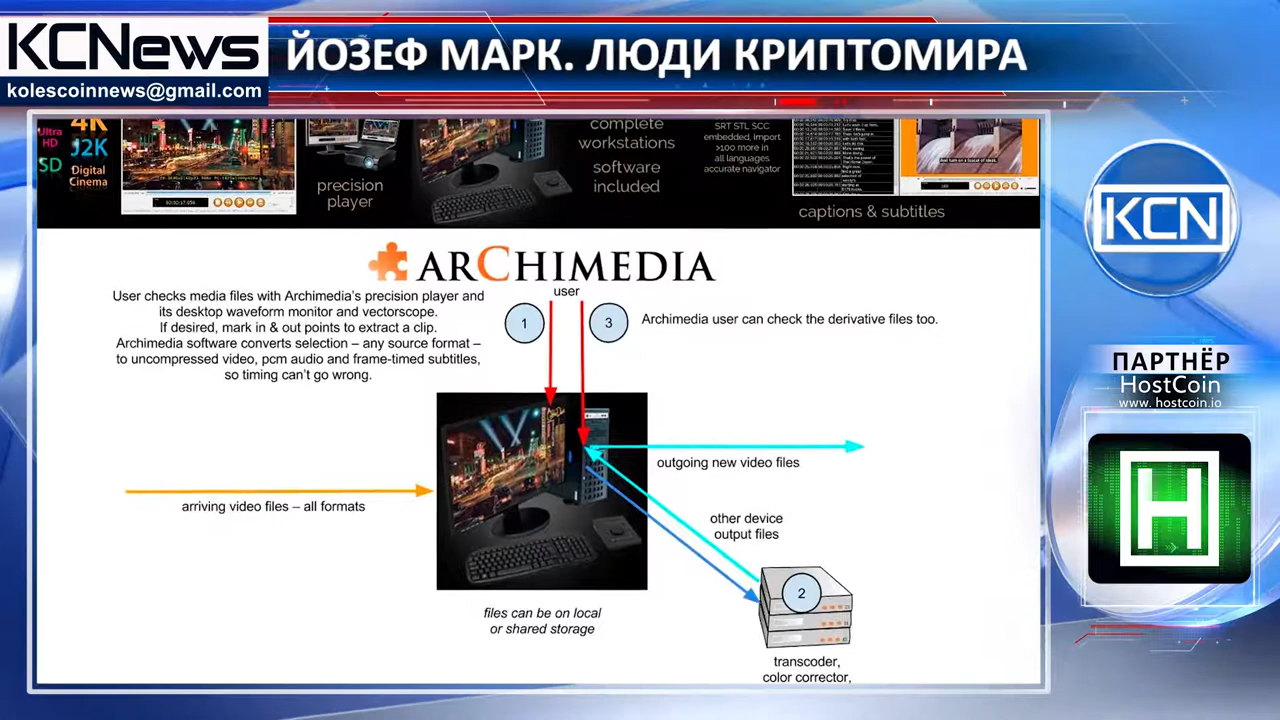 KCNews
kolescoinnews@gmail.com
ЙОЗЕФ МАРК. ЛЮДИ КРИПТОМИРА
Ultra
HD
SD
4K
J2K
Digital
Cinema
precision
player
complete
workstations
software
included
SRT STL SCC
embedded, Import
>100 more in
all languages
accurate navigator
captions & subtitles
ARCHIMEDIA
user
User checks media files with Archimedia's precision player and
its desktop waveform monitor and vectorscope.
If desired, mark in & out points to extract a clip.
Archimedia software converts selection – any source format –
to uncompressed video, pcm audio and frame-timed subtitles,
so timing can't go wrong.
1
3
Archimedia user can check the derivative files too.
arriving video files – all formats
outgoing new video files
other device
output files
files can be on local
or shared storage
2
transcoder,
color corrector,
KCN
ПАРТНЁР
HostCoin
www. hostcoin.io
H